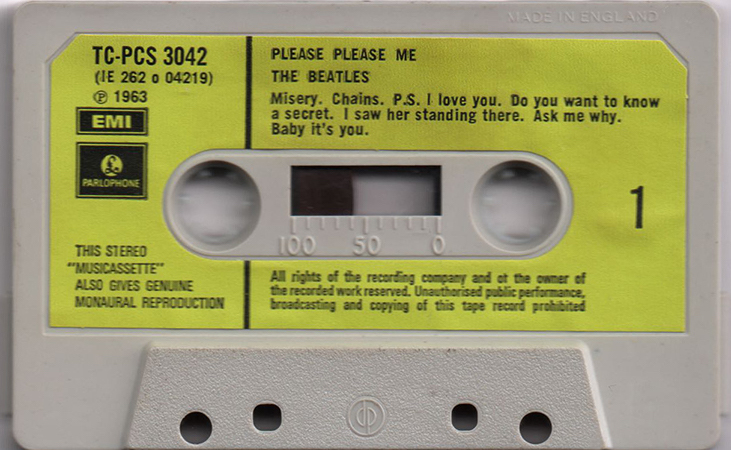 MADE IN ENGLAND
TC-PCS 3042
(IE 262 o 04219)
℗ 1963
EMI
PARLOPHONE
THIS STEREO
"MUSICASSETTE"
ALSO GIVES GENUINE
MONAURAL REPRODUCTION
PLEASE PLEASE ME
THE BEATLES
Misery. Chains. P.S. I love you. Do you want to know
a secret. I saw her standing there. Ask me why.
Baby it's you.
1
100 50 0
All rights of the recording company and of the owner of
the recorded work reserved. Unauthorised public performance,
broadcasting and copying of this tape record prohibited